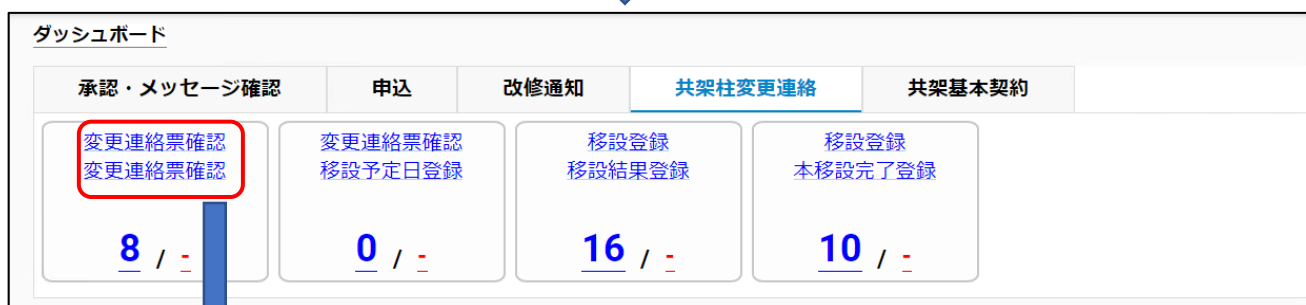 ダッシュボード
承認・メッセージ確認 申込 改修通知 共架柱変更連絡 共架基本契約
変更連絡票確認 変更連絡票確認 移設登録 移設登録
変更連絡票確認 移設予定日登録 移設結果登録 本移設完了登録
8 / - 0 / - 16 / - 10 / -